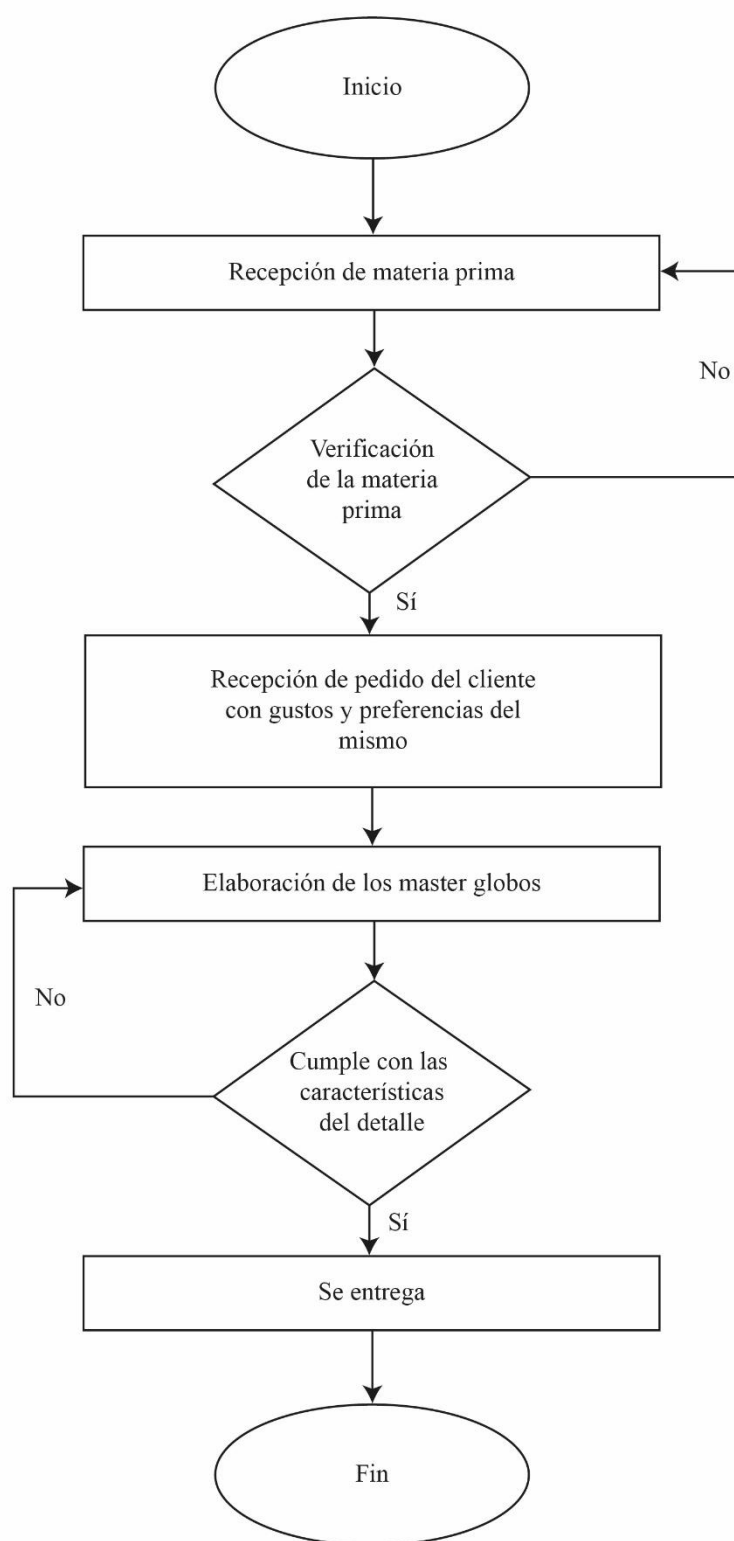 Inicio
Recepción de materia prima
No
Verificación
de la materia
prima
Sí
Recepción de pedido del cliente
con gustos y preferencias del
mismo
Elaboración de los master globos
No
Cumple con las
características
del detalle
Sí
Se entrega
Fin